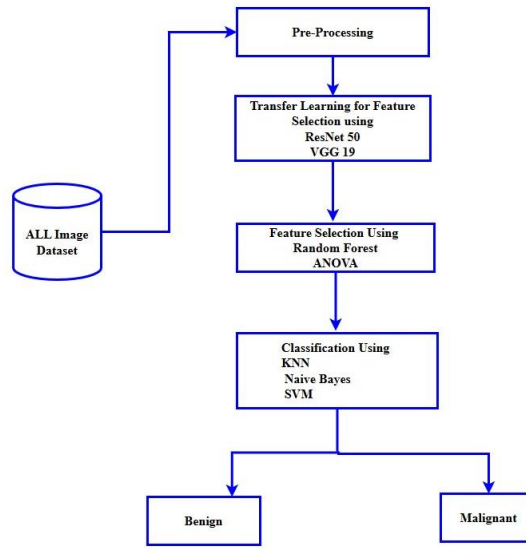 Pre-Processing
Transfer Learning for Feature
Selection using
ResNet 50
VGG 19
ALL Image
Dataset
Feature Selection Using
Random Forest
ANOVA
Classification Using
KNN
Naive Bayes
SVM
Benign
Malignant